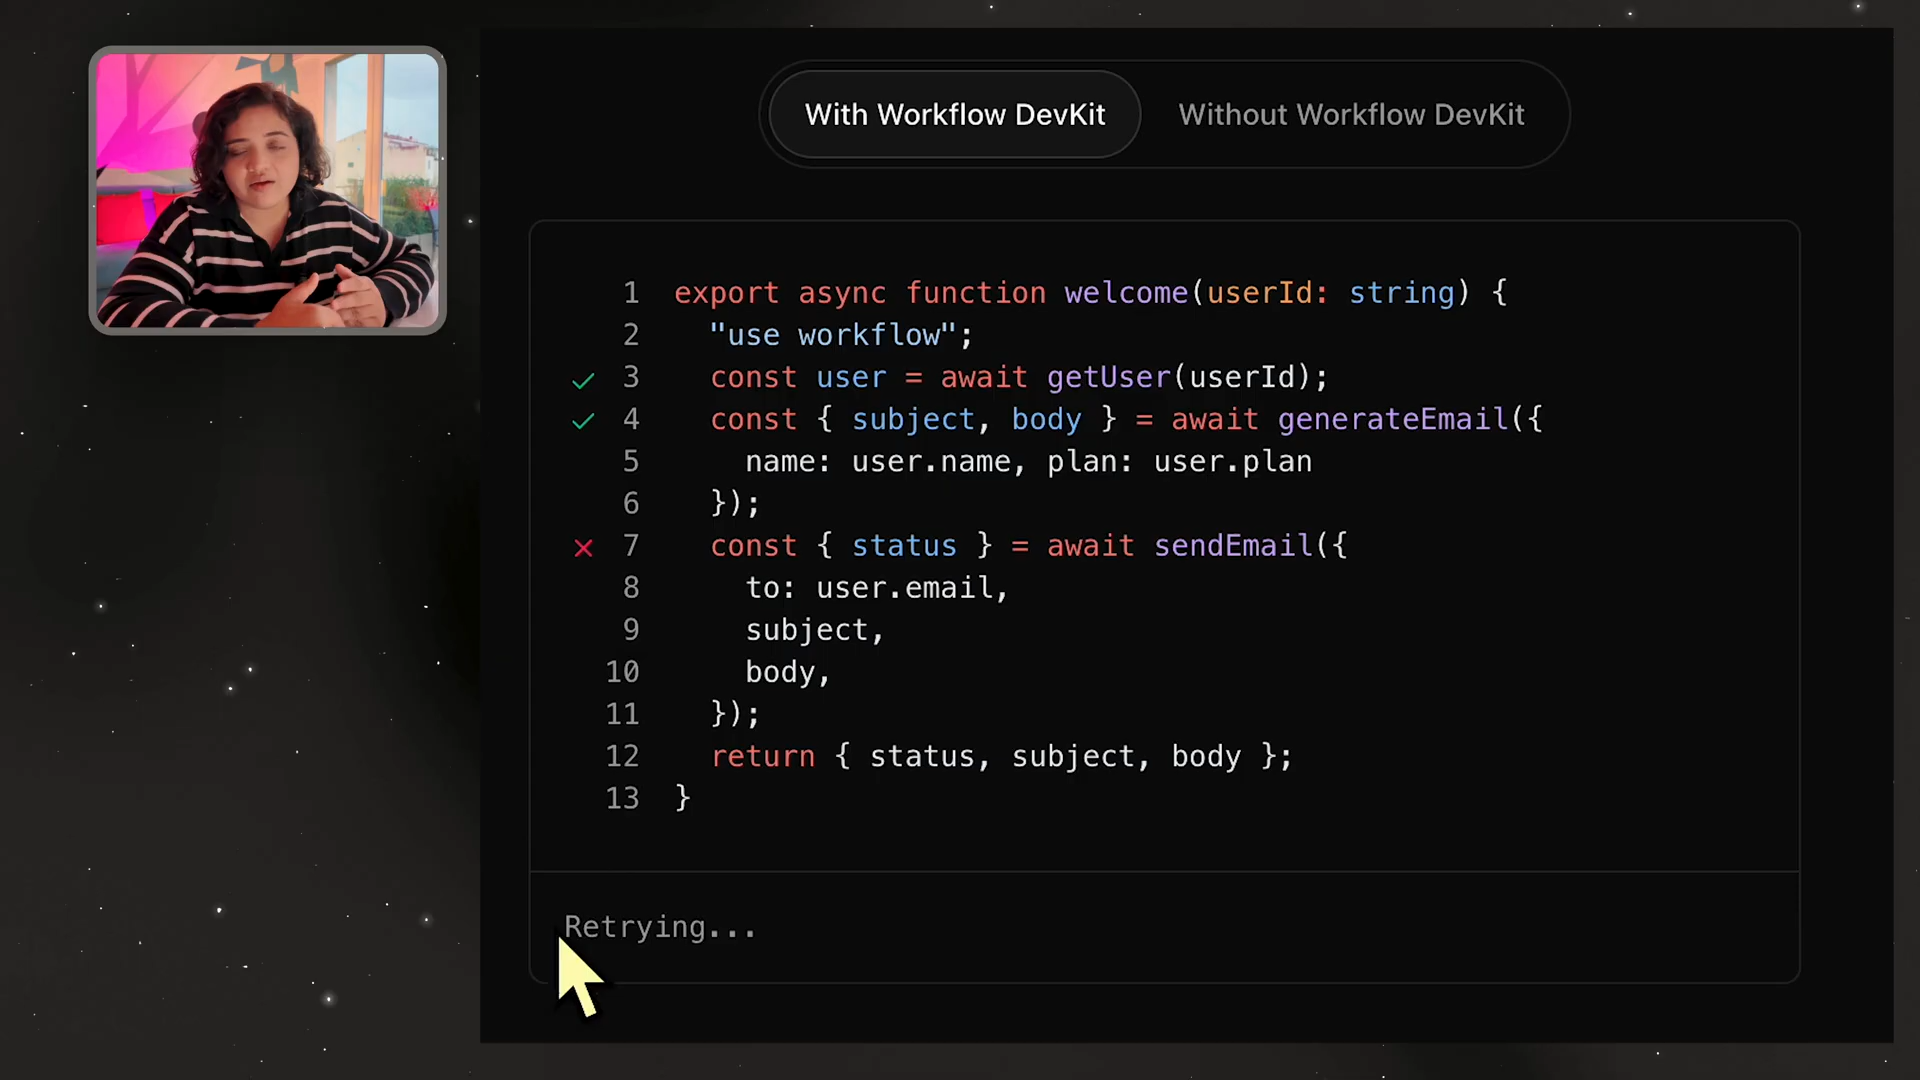 With Workflow DevKit
Without Workflow DevKit
1 export async function welcome(userId: string) {
2 "use workflow";
3 const user = await getUser(userId);
4 const { subject, body } = await generateEmail({
5 name: user.name, plan: user.plan
6 });
7 const { status } = await sendEmail({
8 to: user.email,
9 subject,
10 body,
11 });
12 return { status, subject, body };
13 }
Retrying...